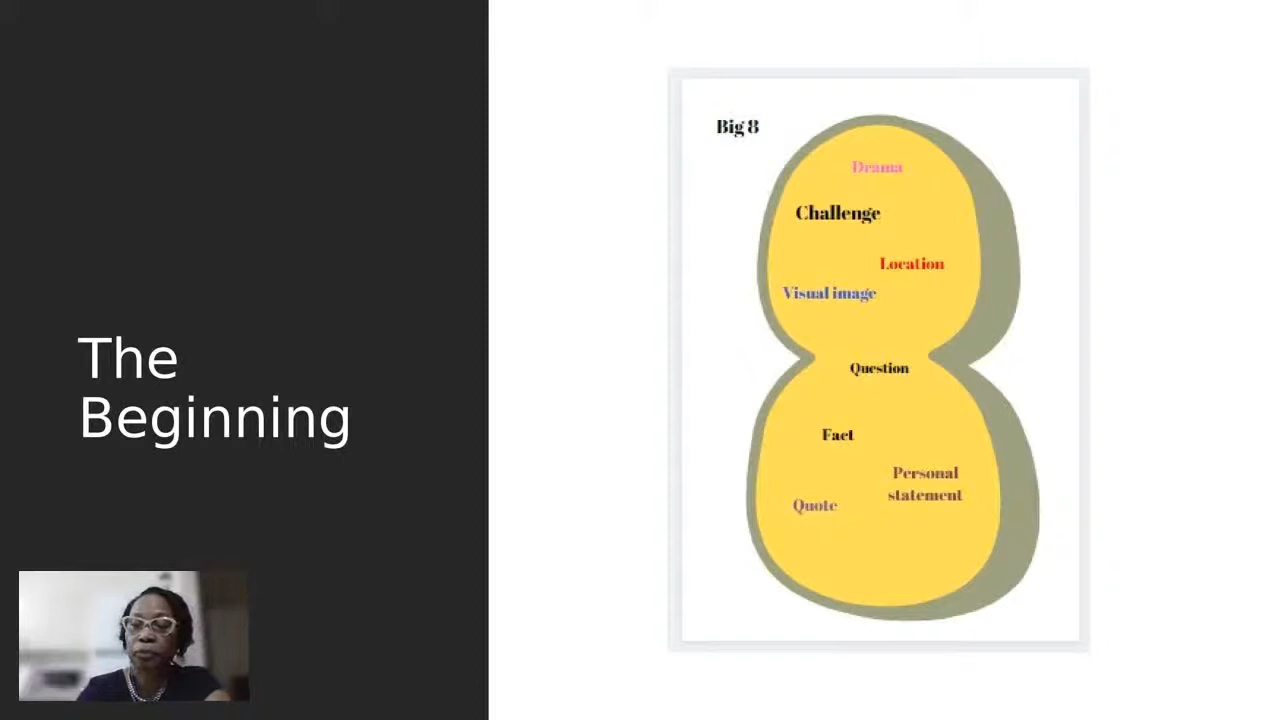 The
Beginning
Big 8
Drama
Challenge
Location
Visual image
Question
Fact
Personal
statement
Quote